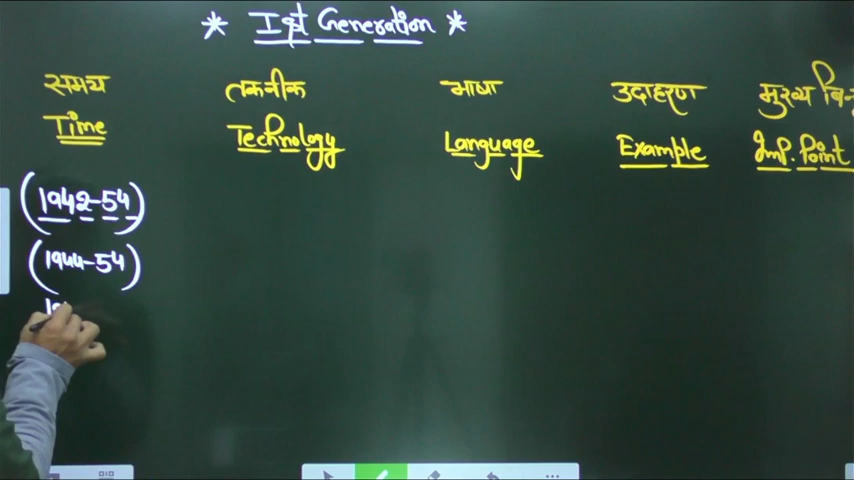 * Ist Generation *
समय तकनीक भाषा उदाहरण मुख्य
Time Technology Language Example Imp. Point
(1942-54)
(1944-54)